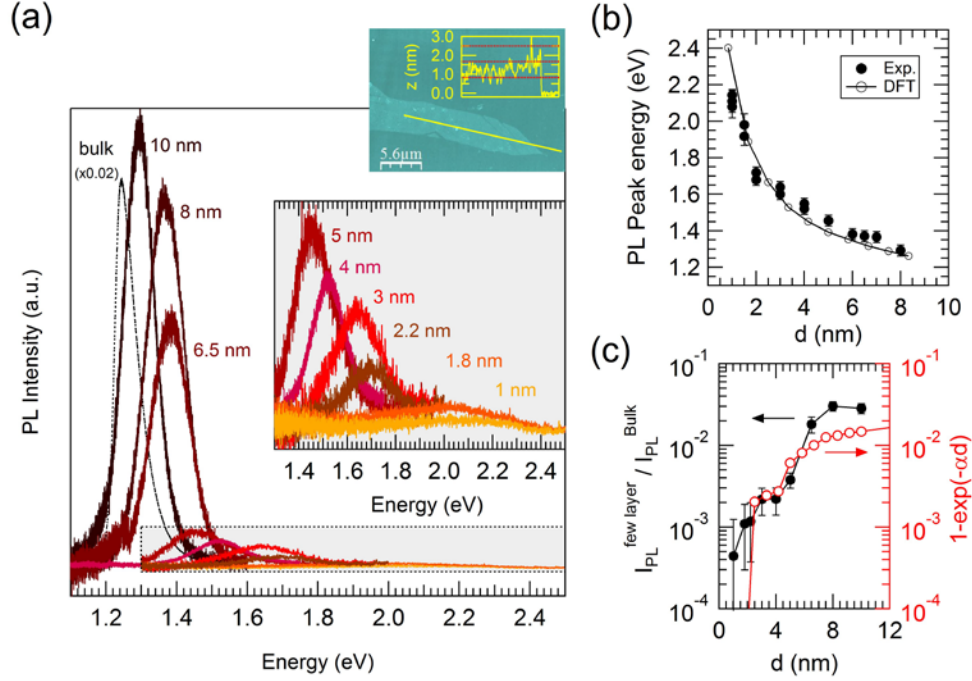 (a)
z (nm)
3.0
2.0
1.0
0.0
5.6μm
bulk
(x0.02)
10 nm
8 nm
6.5 nm
5 nm
4 nm
3 nm
2.2 nm
1.8 nm
1 nm
1.4 1.6 1.8 2.0 2.2 2.4
Energy (eV)
PL Intensity (a.u.)
1.2 1.4 1.6 1.8 2.0 2.2 2.4
Energy (eV)
(b)
PL Peak energy (eV)
2.4
2.2
2.0
1.8
1.6
1.4
1.2
Exp.
DFT
0 2 4 6 8 10
d (nm)
(c)
I_PL^few layer / I_PL^Bulk
10^-1
10^-2
10^-3
10^-4
10^-1
10^-2
10^-3
10^-4
1-exp(-αd)
0 4 8 12
d (nm)